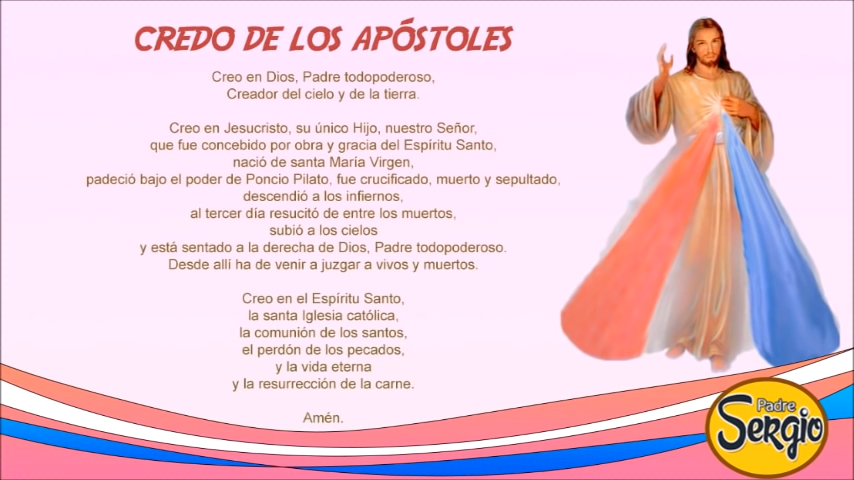 CREDO DE LOS APÓSTOLES
Creo en Dios, Padre todopoderoso,
Creador del cielo y de la tierra.
Creo en Jesucristo, su único Hijo, nuestro Señor,
que fue concebido por obra y gracia del Espíritu Santo,
nació de santa María Virgen,
padeció bajo el poder de Poncio Pilato, fue crucificado, muerto y sepultado,
descendió a los infiernos,
al tercer día resucitó de entre los muertos,
subió a los cielos
y está sentado a la derecha de Dios, Padre todopoderoso.
Desde allí ha de venir a juzgar a vivos y muertos.
Creo en el Espíritu Santo,
la santa Iglesia católica,
la comunión de los santos,
el perdón de los pecados,
y la vida eterna
y la resurrección de la carne.
Amén.
Padre
Sergio